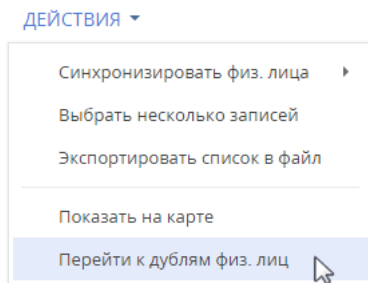 ДЕЙСТВИЯ
Синхронизировать физ. лица
Выбрать несколько записей
Экспортировать список в файл
Показать на карте
Перейти к дублям физ. лиц